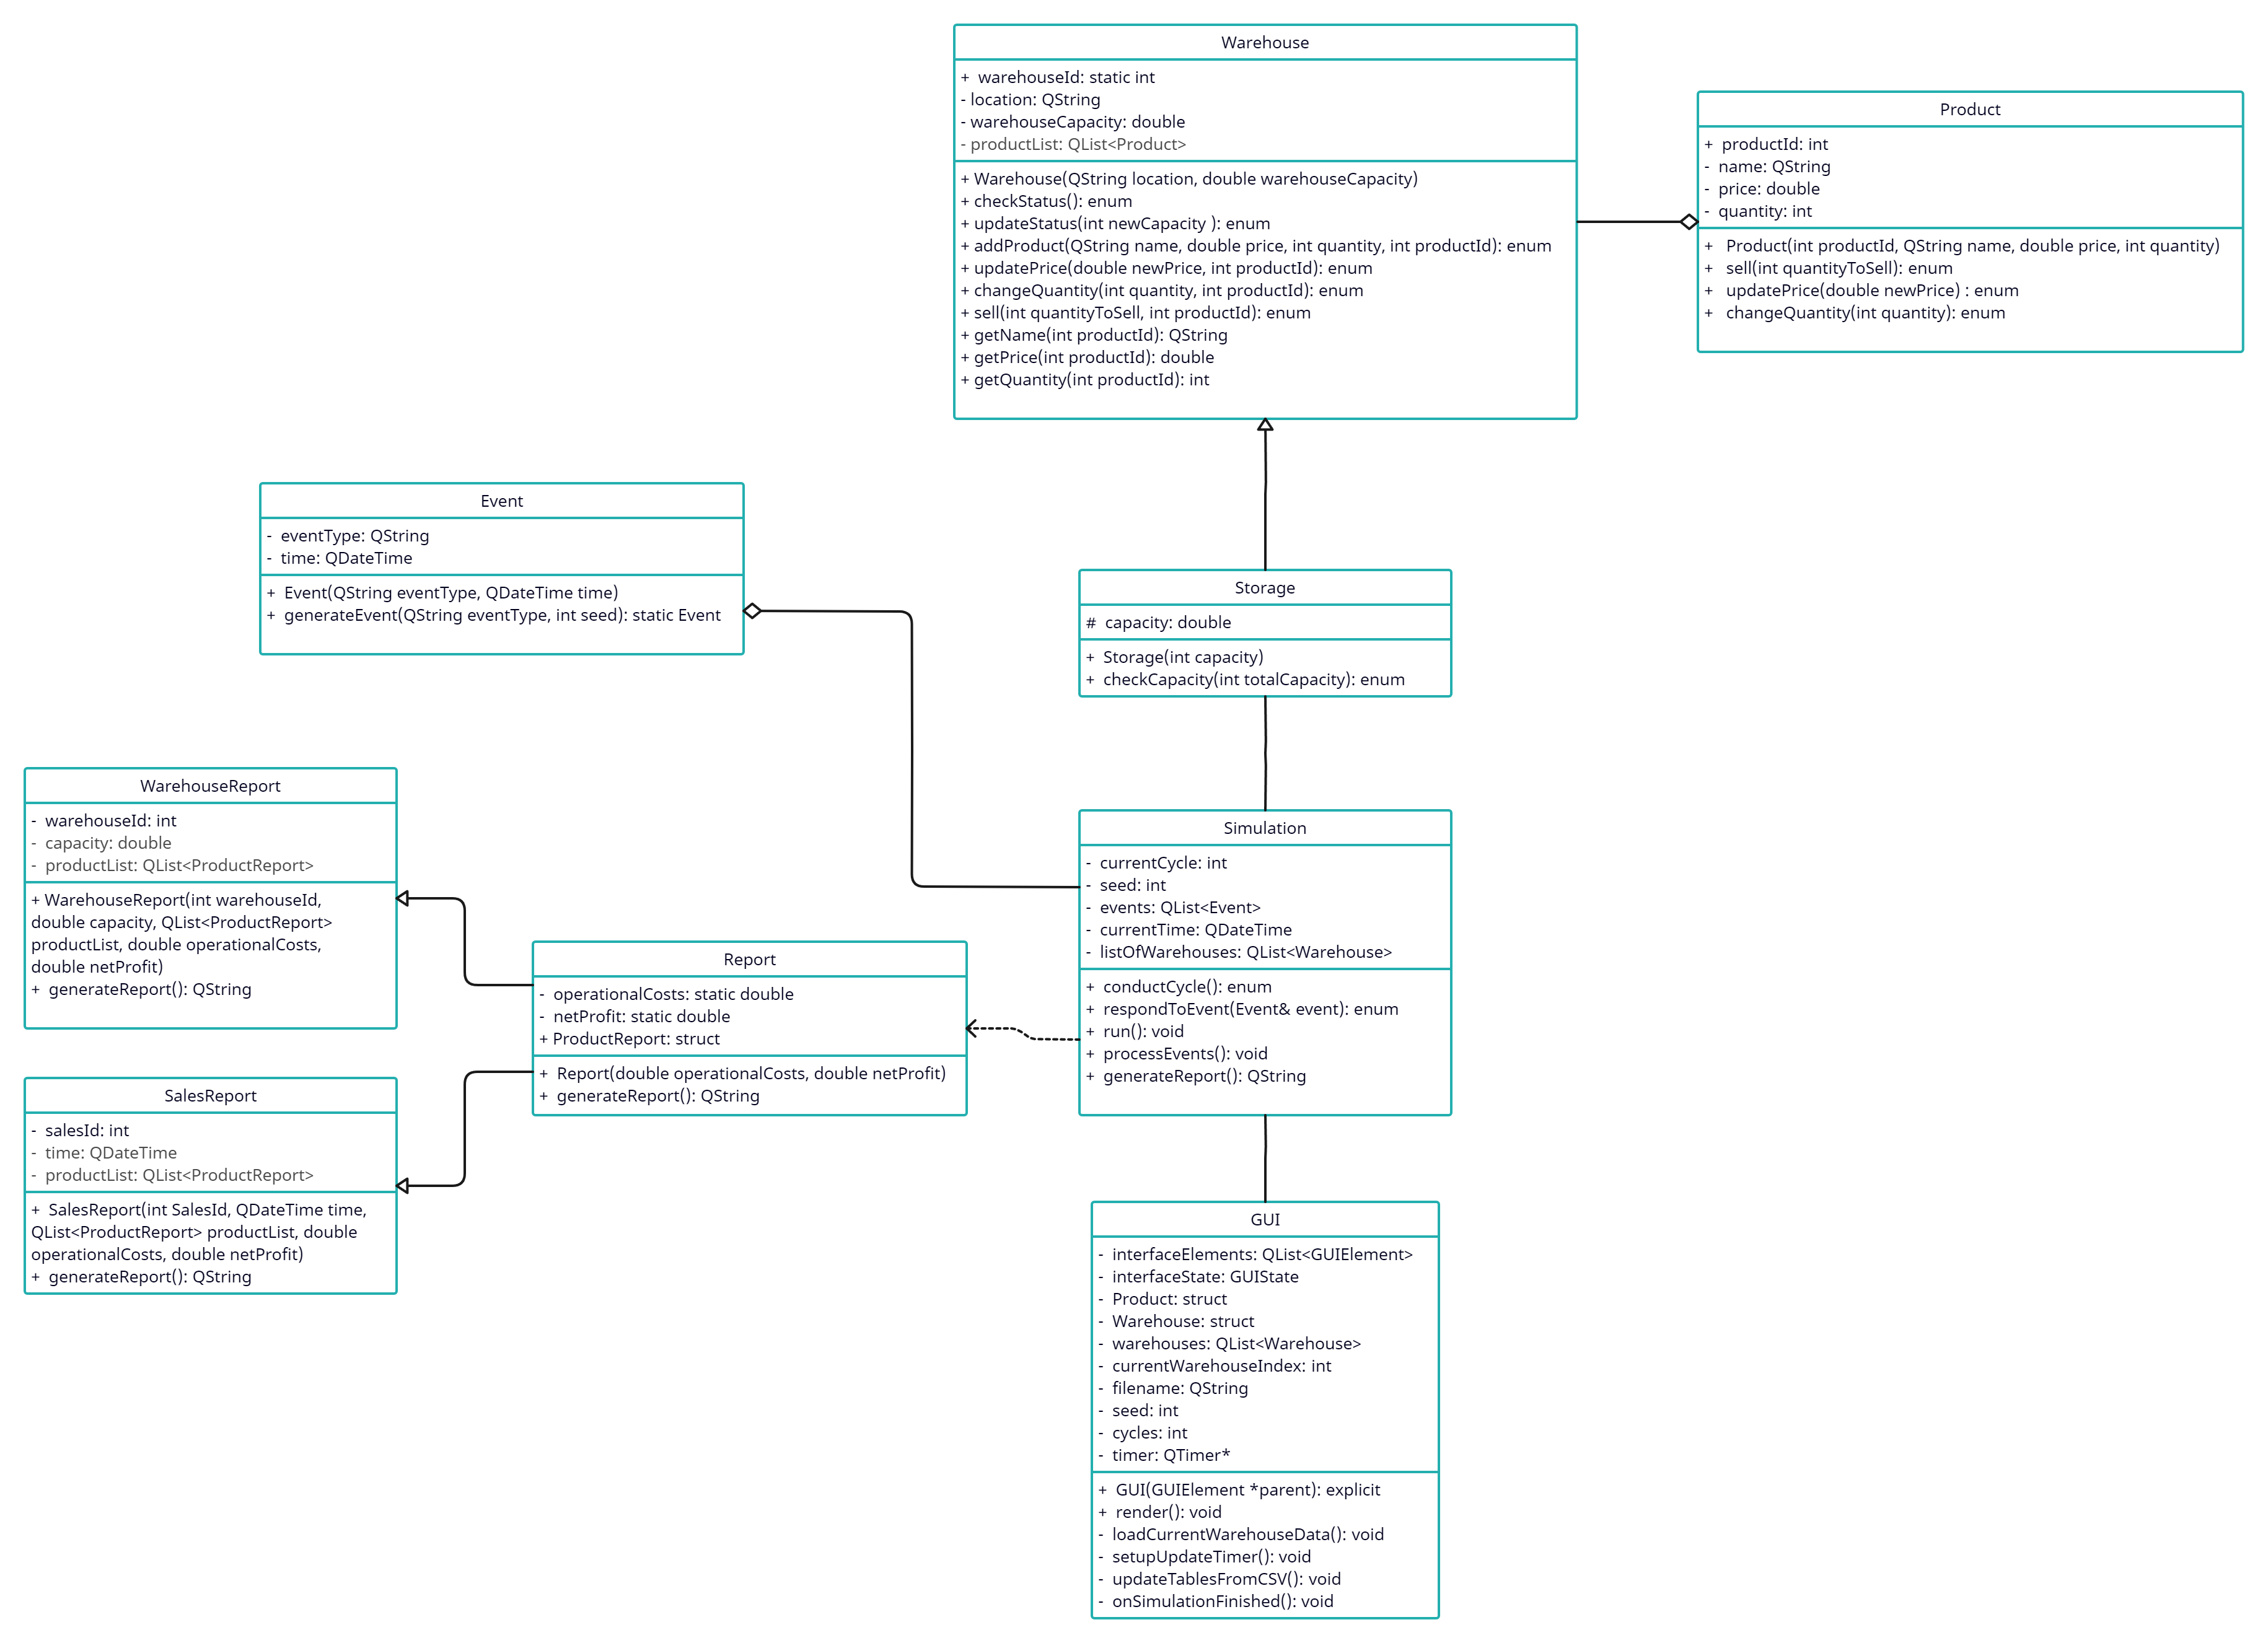 Warehouse
+ warehouseId: static int
- location: QString
- warehouseCapacity: double
- productList: QList<Product>
+ Warehouse(QString location, double warehouseCapacity)
+ checkStatus(): enum
+ updateStatus(int newCapacity ): enum
+ addProduct(QString name, double price, int quantity, int productId): enum
+ updatePrice(double newPrice, int productId): enum
+ changeQuantity(int quantity, int productId): enum
+ sell(int quantityToSell, int productId): enum
+ getName(int productId): QString
+ getPrice(int productId): double
+ getQuantity(int productId): int
Product
+ productId: int
- name: QString
- price: double
- quantity: int
+ Product(int productId, QString name, double price, int quantity)
+ sell(int quantityToSell): enum
+ updatePrice(double newPrice) : enum
+ changeQuantity(int quantity): enum
Event
- eventType: QString
- time: QDateTime
+ Event(QString eventType, QDateTime time)
+ generateEvent(QString eventType, int seed): static Event
Storage
# capacity: double
+ Storage(int capacity)
+ checkCapacity(int totalCapacity): enum
WarehouseReport
- warehouseId: int
- capacity: double
- productList: QList<ProductReport>
+ WarehouseReport(int warehouseId,
double capacity, QList<ProductReport>
productList, double operationalCosts,
double netProfit)
+ generateReport(): QString
Simulation
- currentCycle: int
- seed: int
- events: QList<Event>
- currentTime: QDateTime
- listOfWarehouses: QList<Warehouse>
+ conductCycle(): enum
+ respondToEvent(Event& event): enum
+ run(): void
+ processEvents(): void
+ generateReport(): QString
Report
- operationalCosts: static double
- netProfit: static double
+ ProductReport: struct
+ Report(double operationalCosts, double netProfit)
+ generateReport(): QString
SalesReport
- salesId: int
- time: QDateTime
- productList: QList<ProductReport>
+ SalesReport(int SalesId, QDateTime time,
QList<ProductReport> productList, double
operationalCosts, double netProfit)
+ generateReport(): QString
GUI
- interfaceElements: QList<GUIElement>
- interfaceState: GUIState
- Product: struct
- Warehouse: struct
- warehouses: QList<Warehouse>
- currentWarehouseIndex: int
- filename: QString
- seed: int
- cycles: int
- timer: QTimer*
+ GUI(GUIElement *parent): explicit
+ render(): void
- loadCurrentWarehouseData(): void
- setupUpdateTimer(): void
- updateTablesFromCSV(): void
- onSimulationFinished(): void